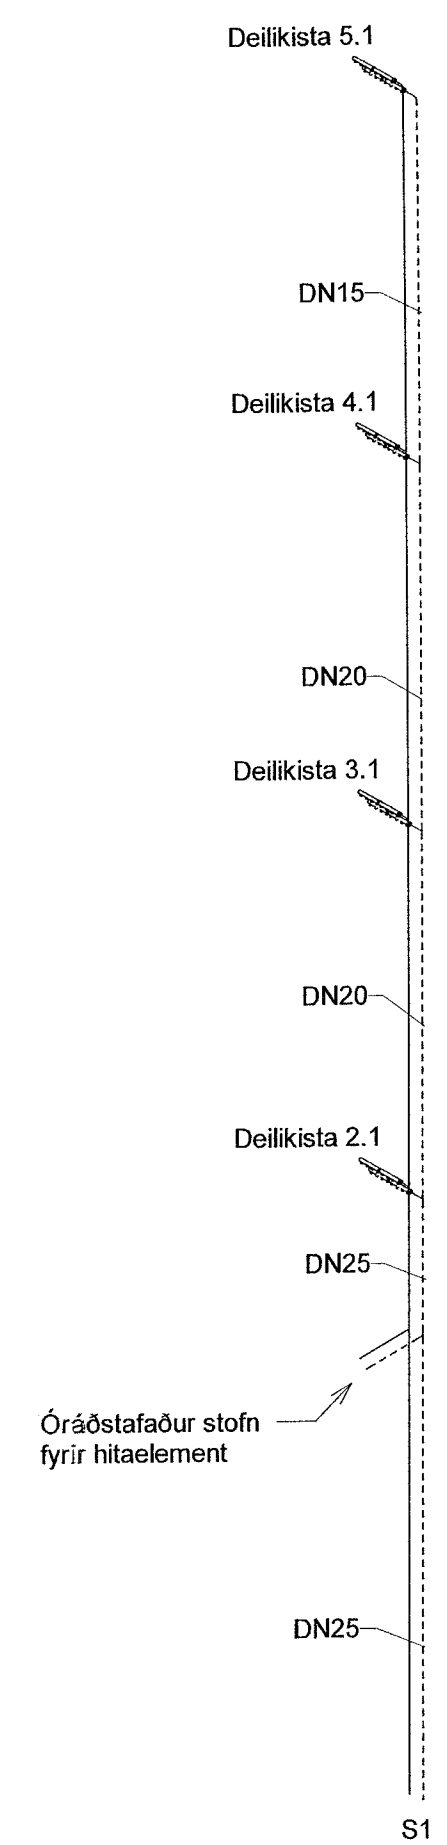 Deilikista 5.1
DN15
Deilikista 4.1
DN20
Deilikista 3.1
DN20
Deilikista 2.1
DN25
Óráðstafaður stofn
fyrir hitaelement
DN25
S1